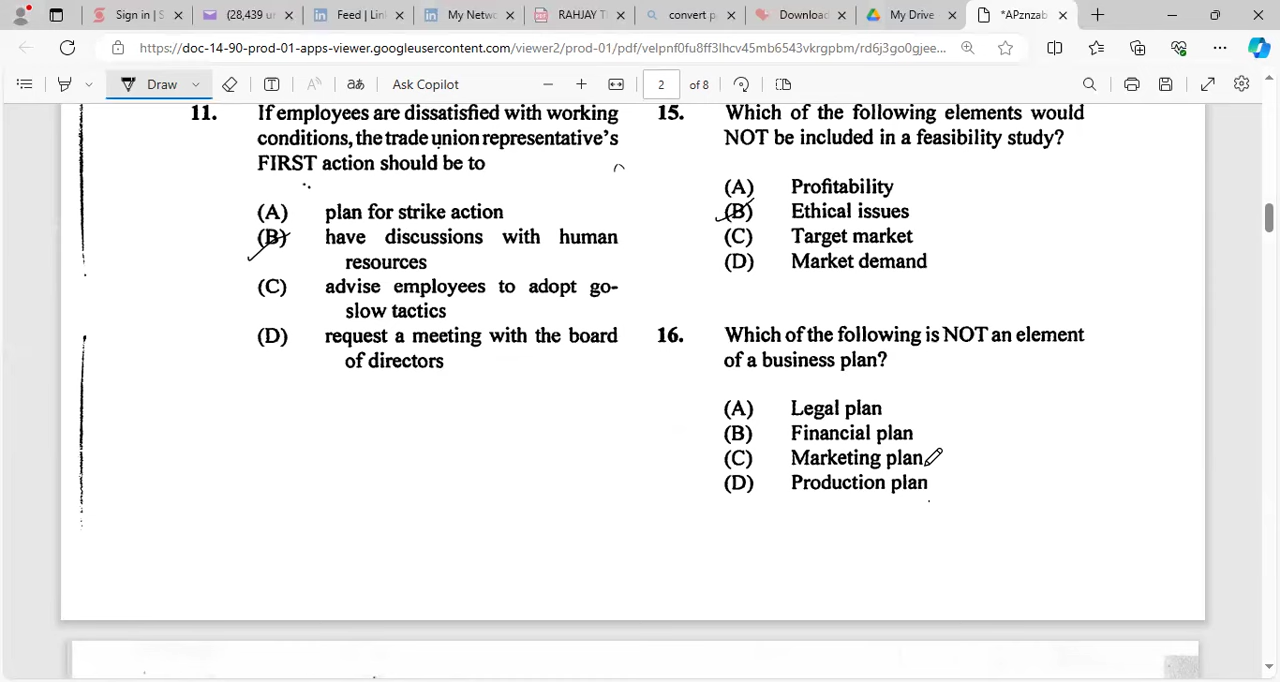 Sign in | S
(28,439 u
Feed | Lin
My Netw
RAHJAY T
convert p
Download
My Drive
*APznzab
https://doc-14-90-prod-01-apps-viewer.googleusercontent.com/viewer2/prod-01/pdf/velpnf0fu8ff3lhcv45mb6543vkrgpbm/rd6j3go0gjee...
Draw
aあ
Ask Copilot
2 of 8
11. If employees are dissatisfied with working
conditions, the trade union representative's
FIRST action should be to
(A) plan for strike action
(B) have discussions with human
resources
(C) advise employees to adopt go-
slow tactics
(D) request a meeting with the board
of directors
15. Which of the following elements would
NOT be included in a feasibility study?
(A) Profitability
(B) Ethical issues
(C) Target market
(D) Market demand
16. Which of the following is NOT an element
of a business plan?
(A) Legal plan
(B) Financial plan
(C) Marketing plan
(D) Production plan